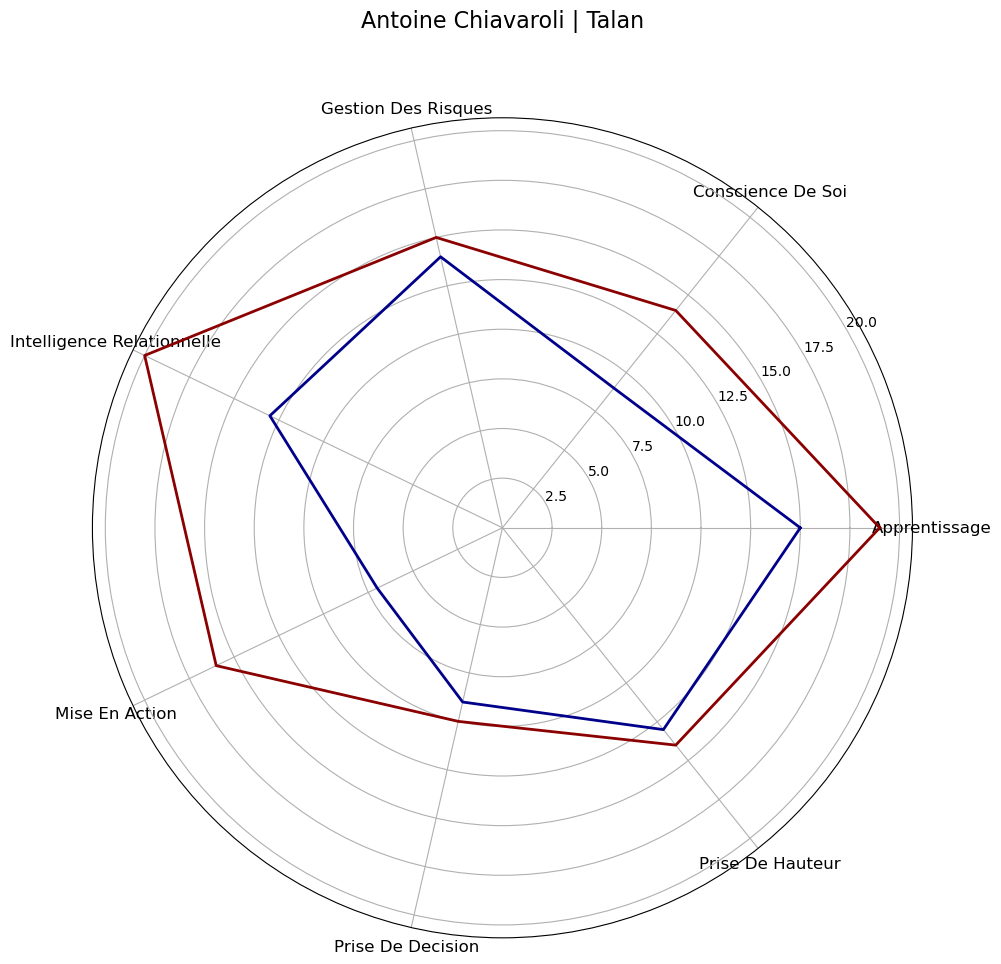 Antoine Chiavaroli | Talan
Gestion Des Risques
Conscience De Soi
Intelligence Relationnelle
20.0
17.5
15.0
12.5
10.0
7.5
5.0
2.5
Apprentissage
Mise En Action
Prise De Hauteur
Prise De Decision